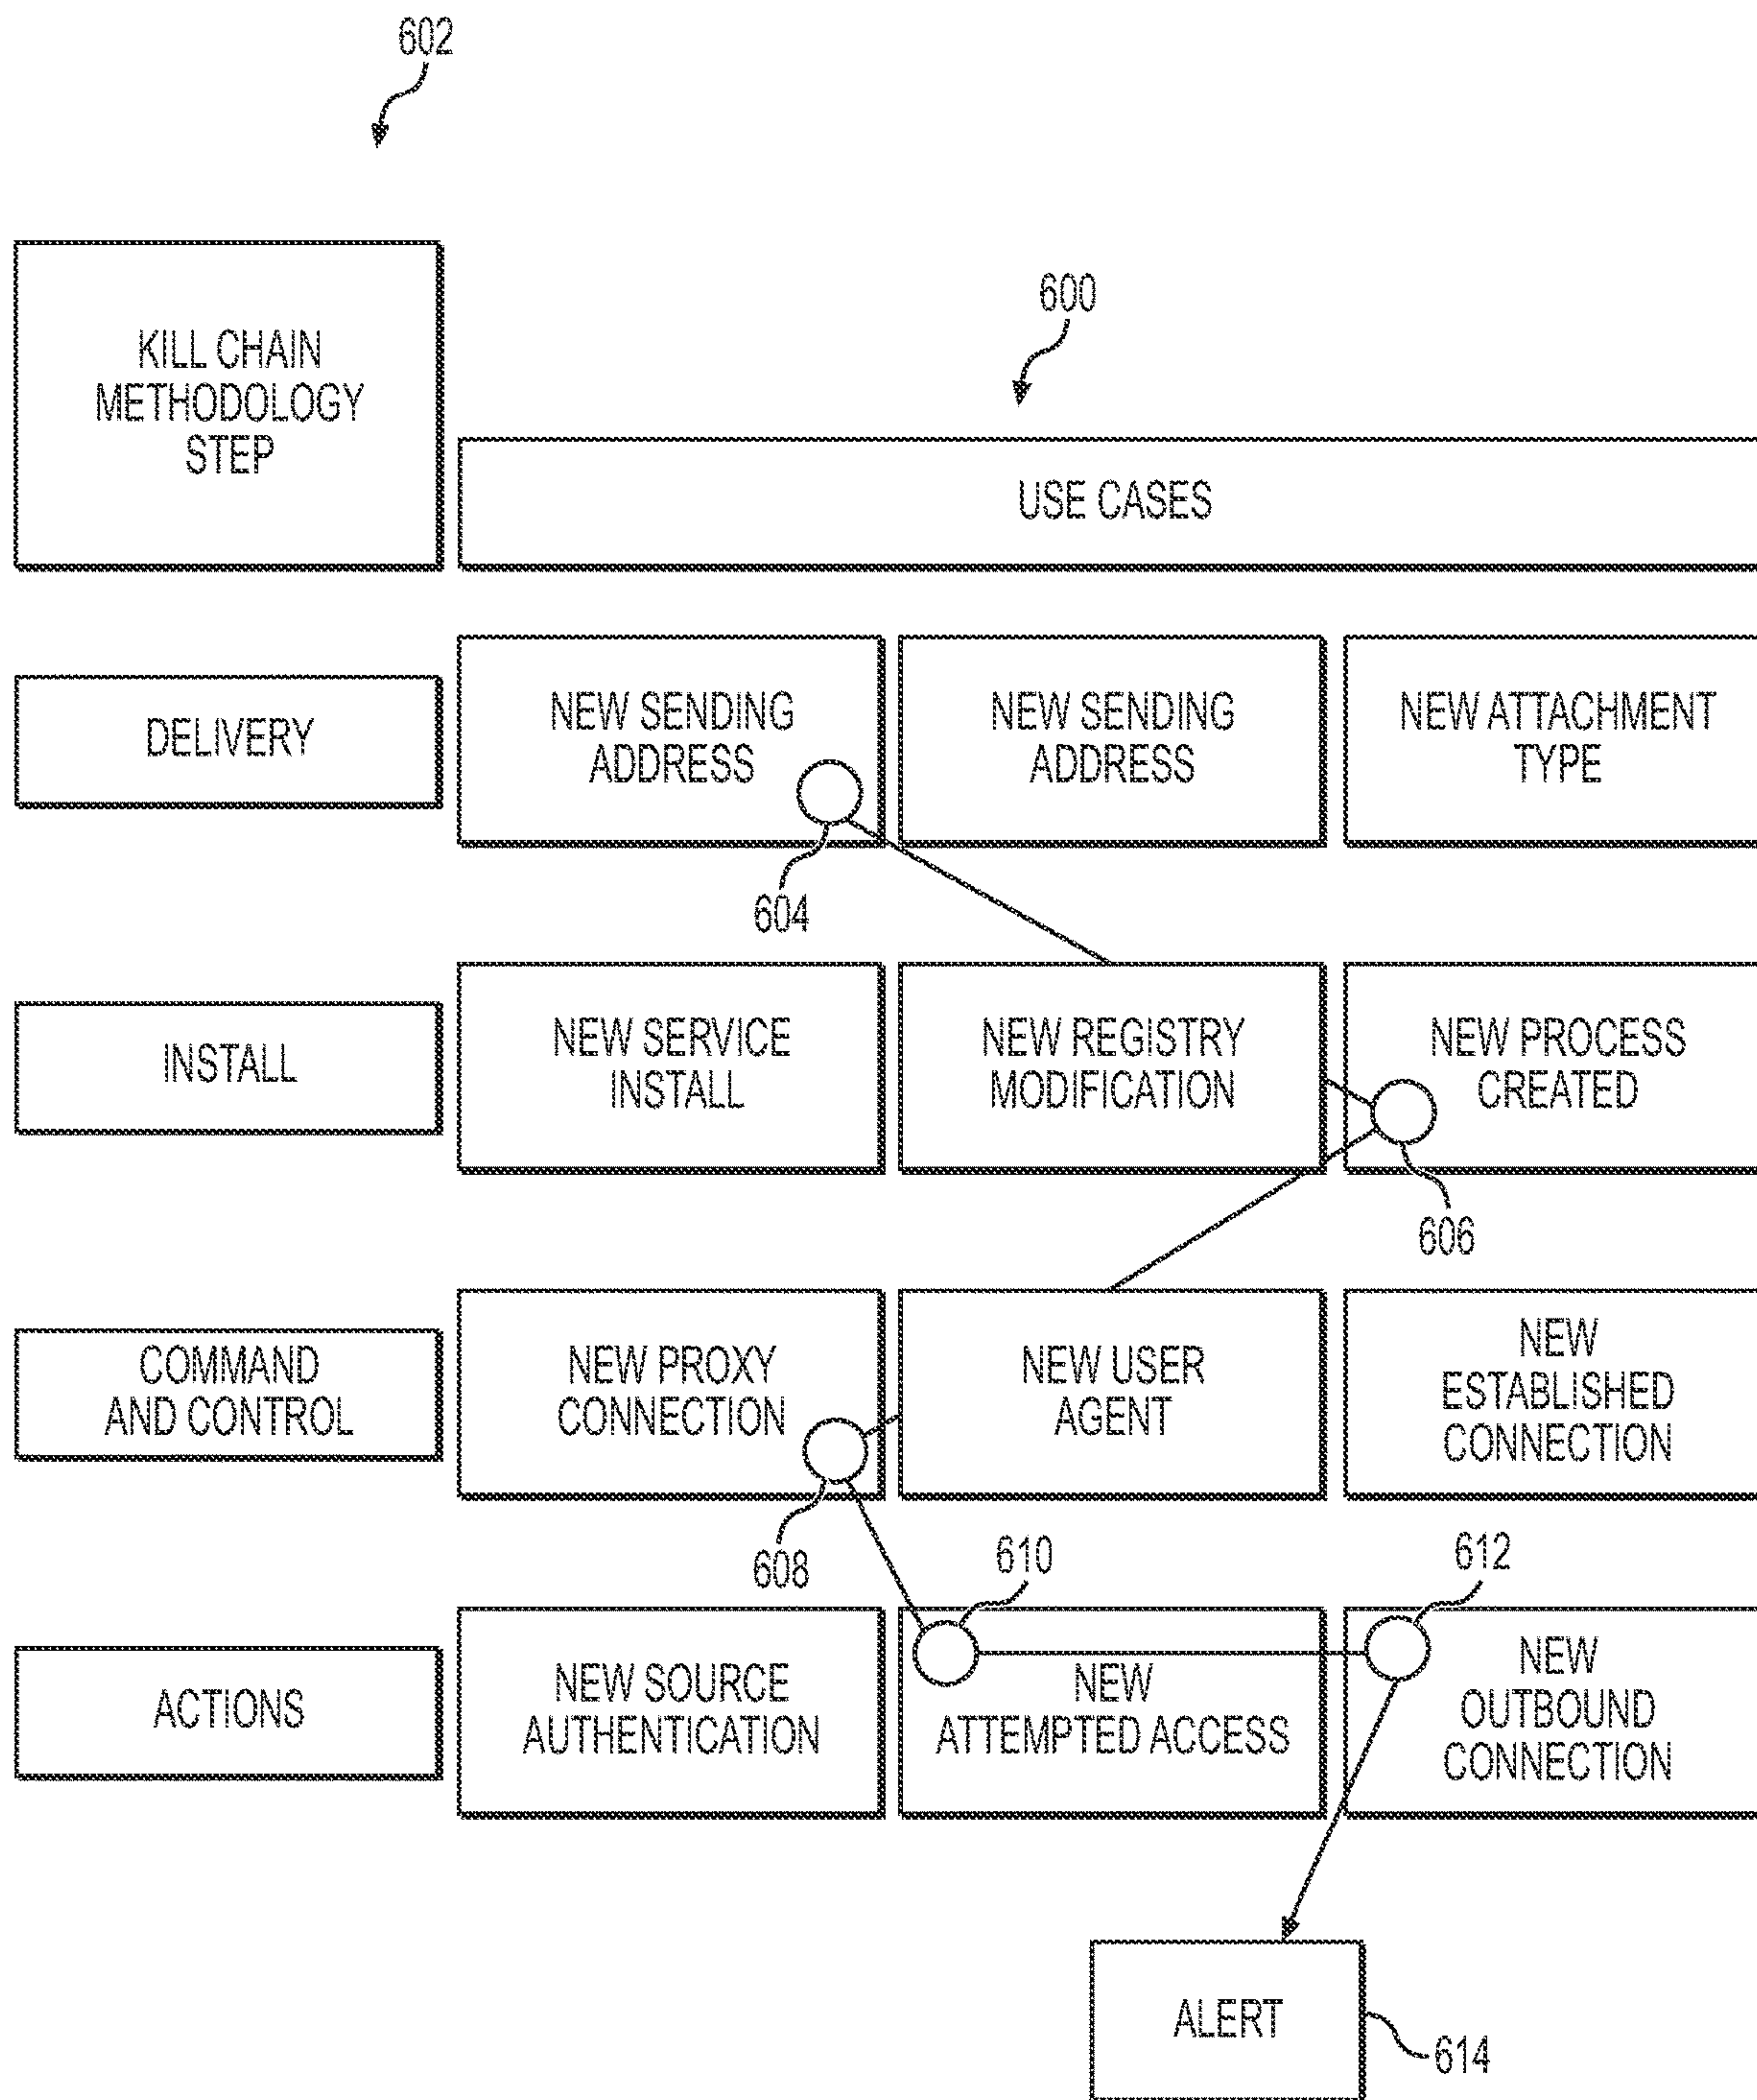 602
KILL CHAIN
METHODOLOGY
STEP
600
USE CASES
DELIVERY
NEW SENDING
ADDRESS
NEW SENDING
ADDRESS
NEW ATTACHMENT
TYPE
604
INSTALL
NEW SERVICE
INSTALL
NEW REGISTRY
MODIFICATION
NEW PROCESS
CREATED
606
COMMAND
AND CONTROL
NEW PROXY
CONNECTION
NEW USER
AGENT
NEW
ESTABLISHED
CONNECTION
608
610
612
ACTIONS
NEW SOURCE
AUTHENTICATION
NEW
ATTEMPTED ACCESS
NEW
OUTBOUND
CONNECTION
ALERT
614